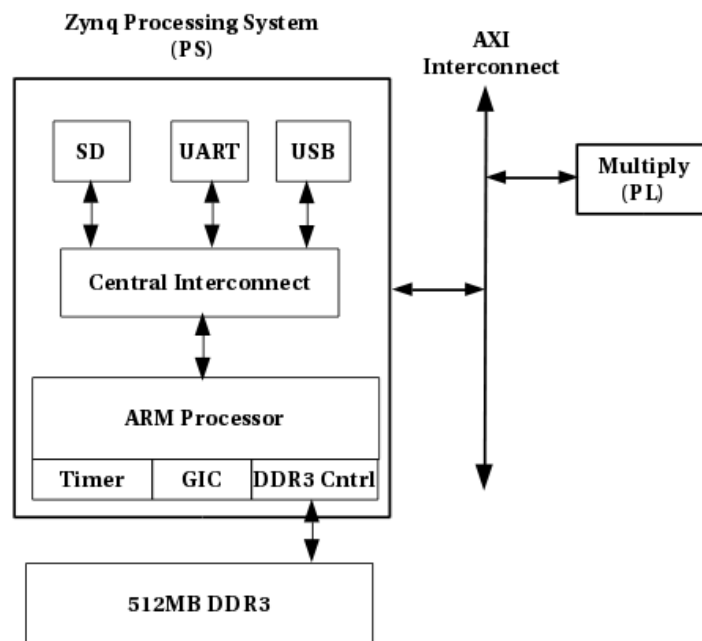 Zynq Processing System
(PS)
AXI
Interconnect
SD
UART
USB
Multiply
(PL)
Central Interconnect
ARM Processor
Timer
GIC
DDR3 Cntrl
512MB DDR3